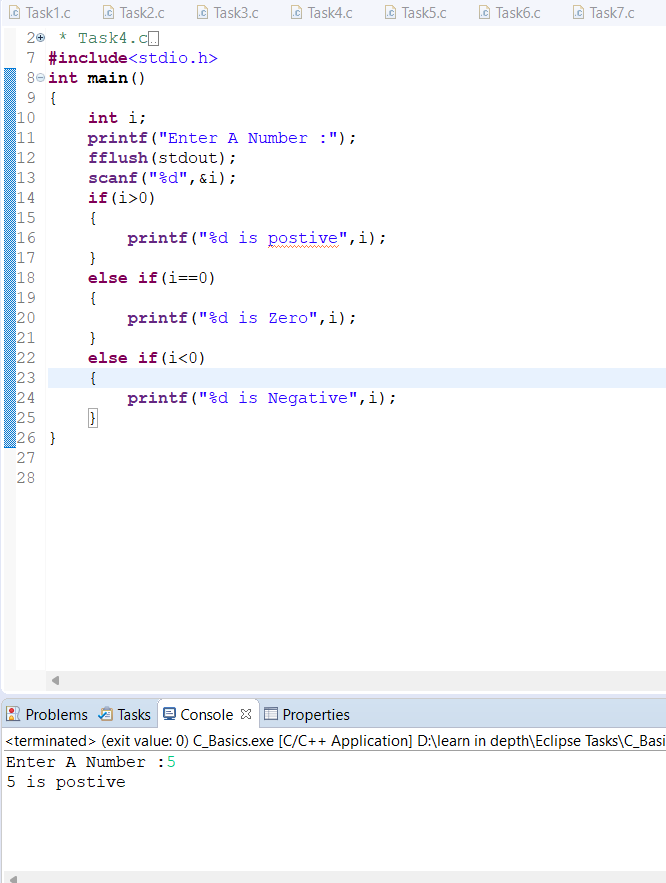 Task1.c Task2.c Task3.c Task4.c Task5.c Task6.c Task7.c
2 * Task4.c
7 #include<stdio.h>
8 int main()
9 {
10     int i;
11     printf("Enter A Number :");
12     fflush(stdout);
13     scanf("%d",&i);
14     if(i>0)
15     {
16         printf("%d is postive",i);
17     }
18     else if(i==0)
19     {
20         printf("%d is Zero",i);
21     }
22     else if(i<0)
23     {
24         printf("%d is Negative",i);
25     }
26 }
27
28
Problems Tasks Console Properties
<terminated> (exit value: 0) C_Basics.exe [C/C++ Application] D:\learn in depth\Eclipse Tasks\C_Basi
Enter A Number :5
5 is postive